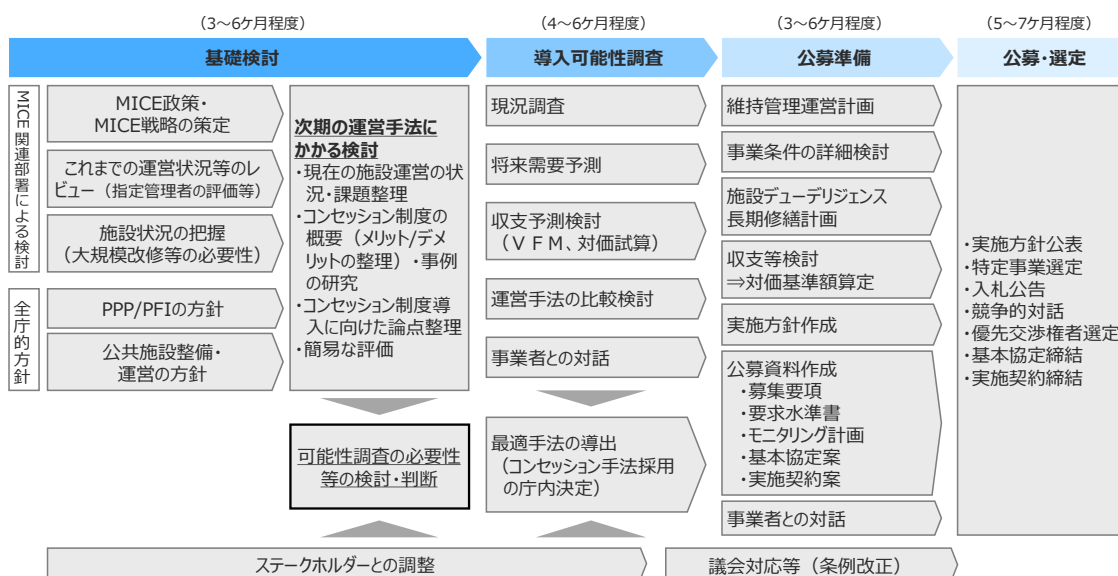 （3～6ケ月程度）
（4～6ケ月程度）
（3～6ケ月程度）
（5～7ケ月程度）
基礎検討
導入可能性調査
公募準備
公募・選定
MICE関連部署による検討
MICE政策・
MICE戦略の策定
これまでの運営状況等のレ
ビュー（指定管理者の評価等）
施設状況の把握
（大規模改修等の必要性）
全庁的方針
PPP/PFIの方針
公共施設整備・
運営の方針
次期の運営手法に
かかる検討
・現在の施設運営の状
況・課題整理
・コンセッション制度の
概要（メリット/デメ
リットの整理）・事例
の研究
・コンセッション制度導
入に向けた論点整理
・簡易な評価
可能性調査の必要性
等の検討・判断
現況調査
将来需要予測
収支予測検討
（ＶＦＭ、対価試算）
運営手法の比較検討
事業者との対話
最適手法の導出
（コンセッション手法採用
の庁内決定）
維持管理運営計画
事業条件の詳細検討
施設デューデリジェンス
長期修繕計画
収支等検討
⇒対価基準額算定
実施方針作成
公募資料作成
・募集要項
・要求水準書
・モニタリング計画
・基本協定案
・実施契約案
事業者との対話
・実施方針公表
・特定事業選定
・入札公告
・競争的対話
・優先交渉権者選定
・基本協定締結
・実施契約締結
ステークホルダーとの調整
議会対応等（条例改正）